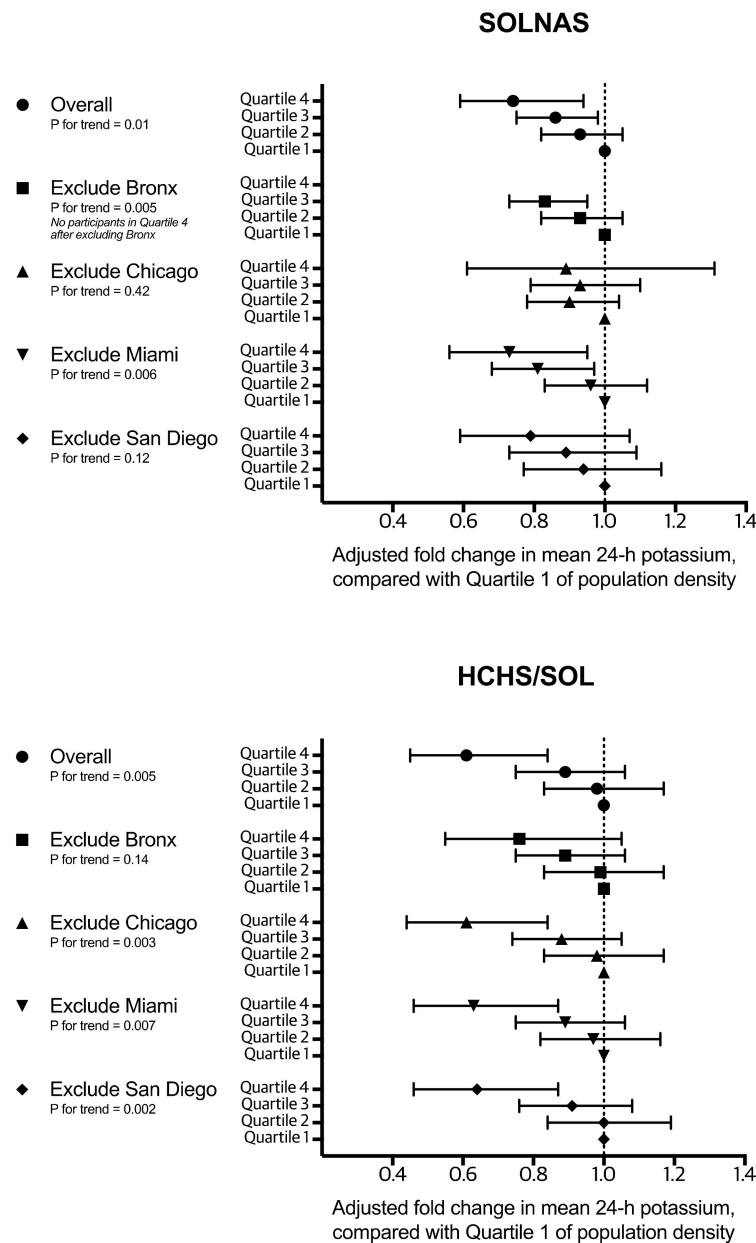 SOLNAS
Overall
P for trend = 0.01
Quartile 4
Quartile 3
Quartile 2
Quartile 1
Exclude Bronx
P for trend = 0.005
No participants in Quartile 4
after excluding Bronx
Quartile 4
Quartile 3
Quartile 2
Quartile 1
Exclude Chicago
P for trend = 0.42
Quartile 4
Quartile 3
Quartile 2
Quartile 1
Exclude Miami
P for trend = 0.006
Quartile 4
Quartile 3
Quartile 2
Quartile 1
Exclude San Diego
P for trend = 0.12
Quartile 4
Quartile 3
Quartile 2
Quartile 1
0.4 0.6 0.8 1.0 1.2 1.4
Adjusted fold change in mean 24-h potassium,
compared with Quartile 1 of population density
HCHS/SOL
Overall
P for trend = 0.005
Quartile 4
Quartile 3
Quartile 2
Quartile 1
Exclude Bronx
P for trend = 0.14
Quartile 4
Quartile 3
Quartile 2
Quartile 1
Exclude Chicago
P for trend = 0.003
Quartile 4
Quartile 3
Quartile 2
Quartile 1
Exclude Miami
P for trend = 0.007
Quartile 4
Quartile 3
Quartile 2
Quartile 1
Exclude San Diego
P for trend = 0.002
Quartile 4
Quartile 3
Quartile 2
Quartile 1
0.4 0.6 0.8 1.0 1.2 1.4
Adjusted fold change in mean 24-h potassium,
compared with Quartile 1 of population density